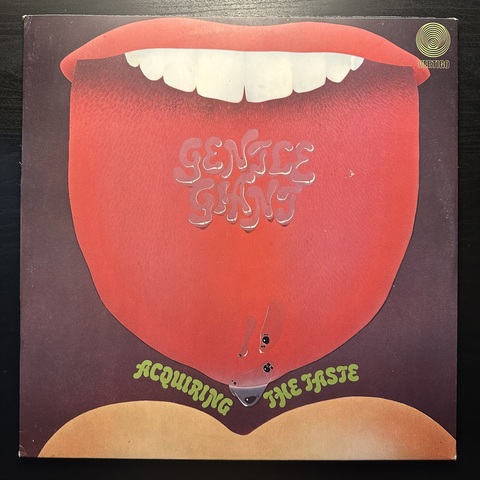 VERTIGO
GENTLE
GIANT
ACQUIRING THE TASTE